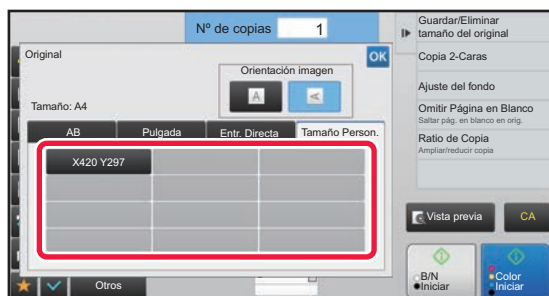 Nº de copias
1
Original
OK
Orientación imagen
A
A
Tamaño: A4
AB
Pulgada
Entr. Directa
Tamaño Person.
X420 Y297
Otros
Guardar/Eliminar
tamaño del original
Copia 2-Caras
Ajuste del fondo
Omitir Página en Blanco
Saltar pág. en blanco en orig.
Ratio de Copia
Ampliar/reducir copia
Vista previa
CA
B/N
Iniciar
Color
Iniciar